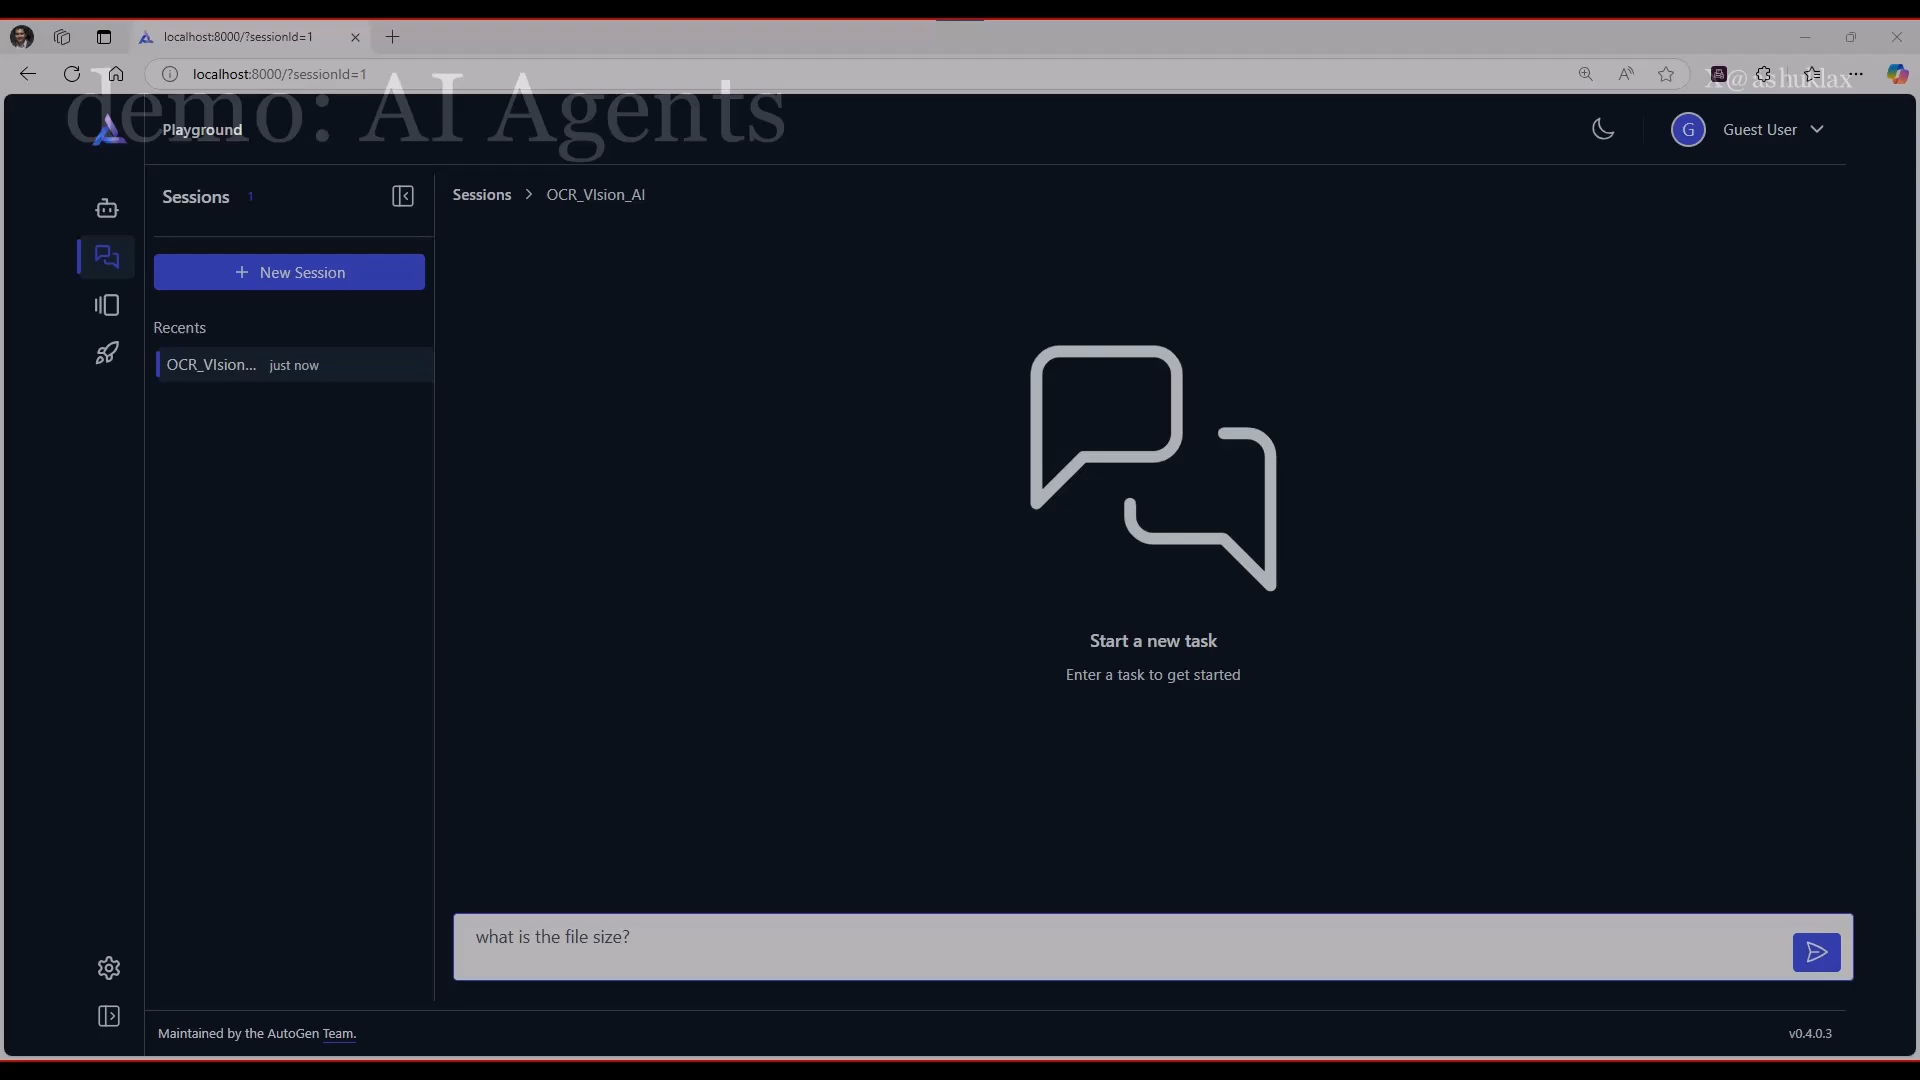 localhost:8000/?sessionId=1
localhost:8000/?sessionId=1
X@ashuklax
demo: AI Agents
Playground
G
Guest User
Sessions 1
Sessions > OCR_VIsion_AI
+ New Session
Recents
OCR_VIsion... just now
Start a new task
Enter a task to get started
what is the file size?
Maintained by the AutoGen Team.
v0.4.0.3